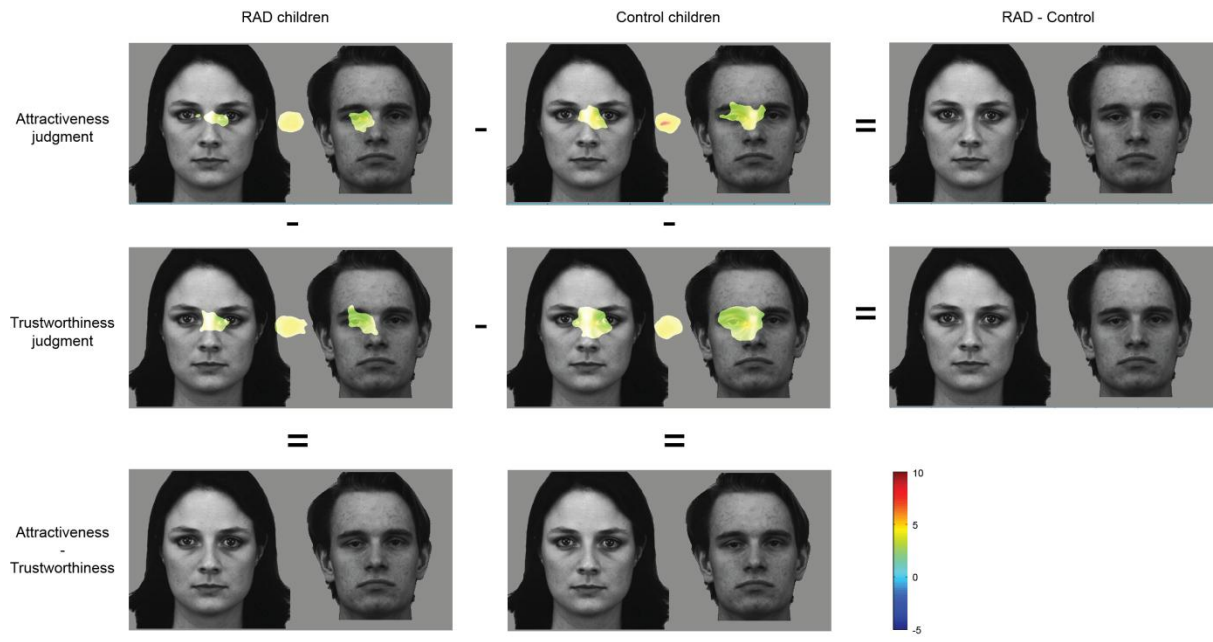 RAD children
Control children
RAD - Control
Attractiveness
judgment
-
=
-
-
Trustworthiness
judgment
-
=
=
=
Attractiveness
-
Trustworthiness
10
5
0
-5